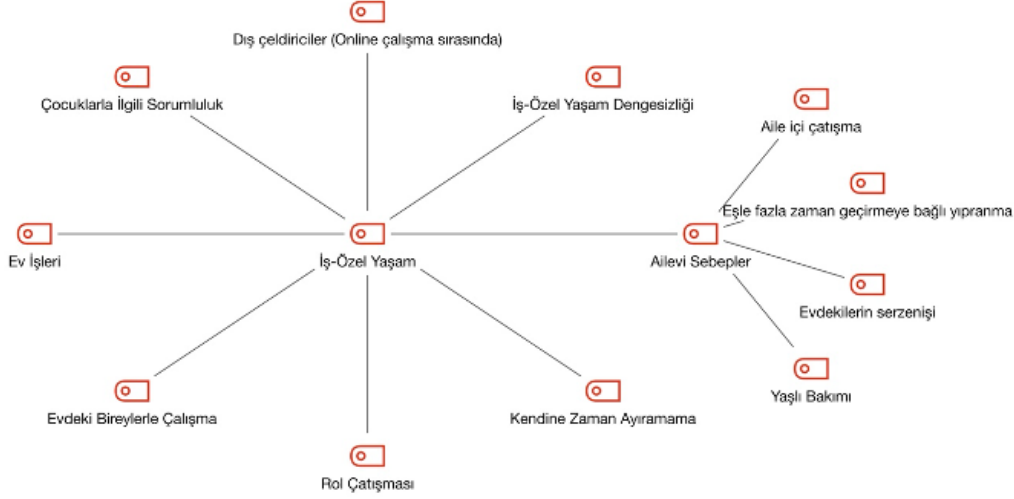 Dış çeldiriciler (Online çalışma sırasında)
Çocuklarla İlgili Sorumluluk
İş-Özel Yaşam Dengesizliği
Aile içi çatışma
Eşle fazla zaman geçirmeye bağlı yıpranma
Ev İşleri
İş-Özel Yaşam
Ailevi Sebepler
Evdekilerin serzenişi
Yaşlı Bakımı
Evdeki Bireylerle Çalışma
Kendine Zaman Ayıramama
Rol Çatışması